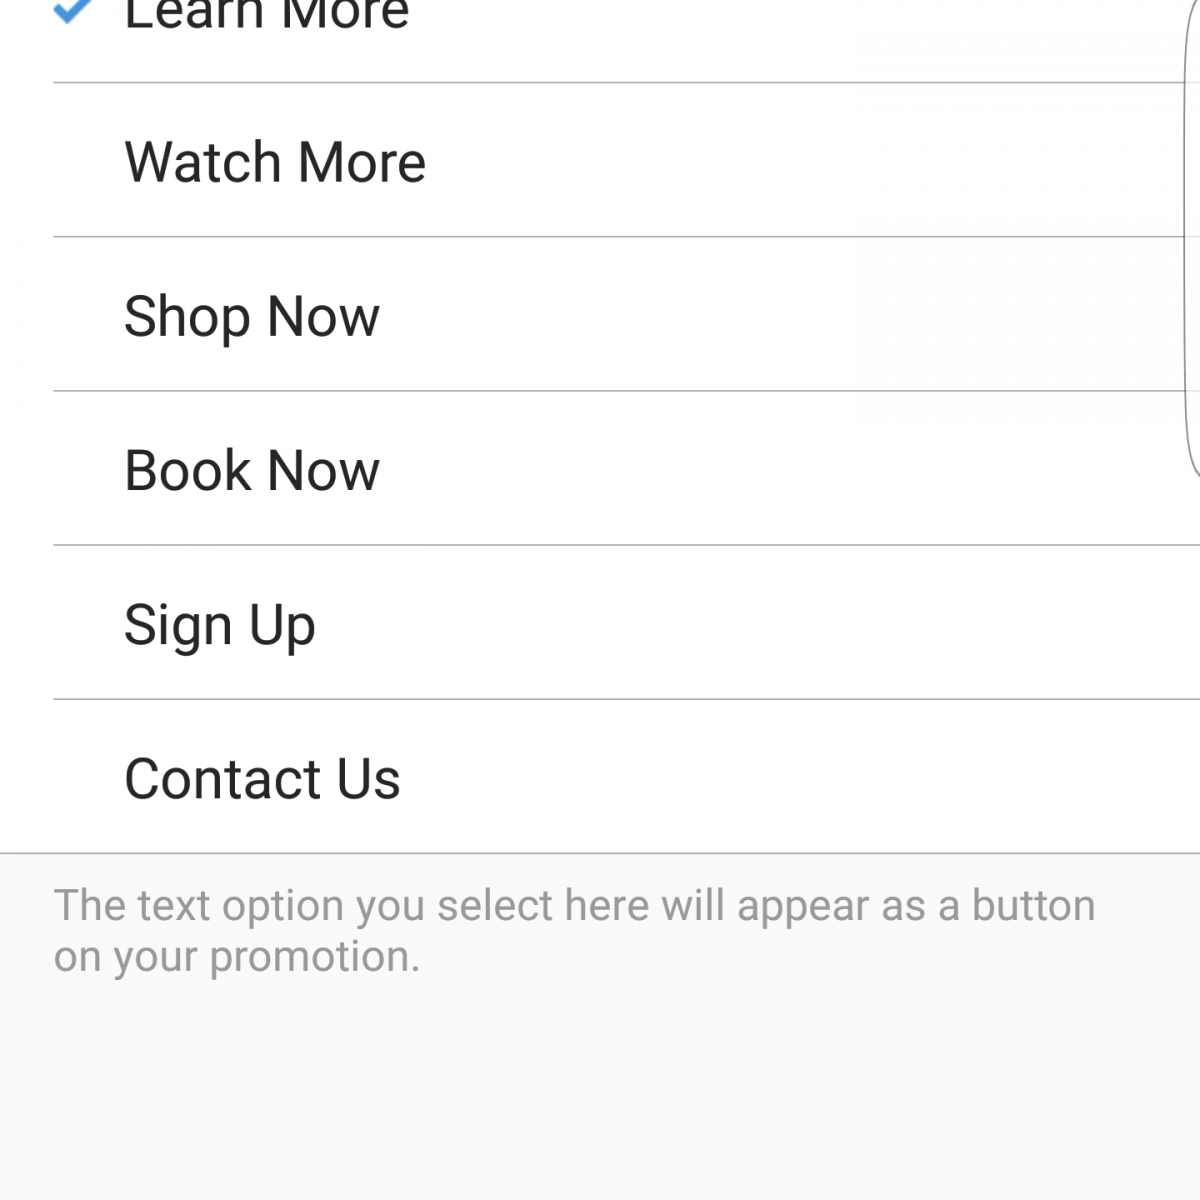 Learn More
Watch More
Shop Now
Book Now
Sign Up
Contact Us
The text option you select here will appear as a button
on your promotion.